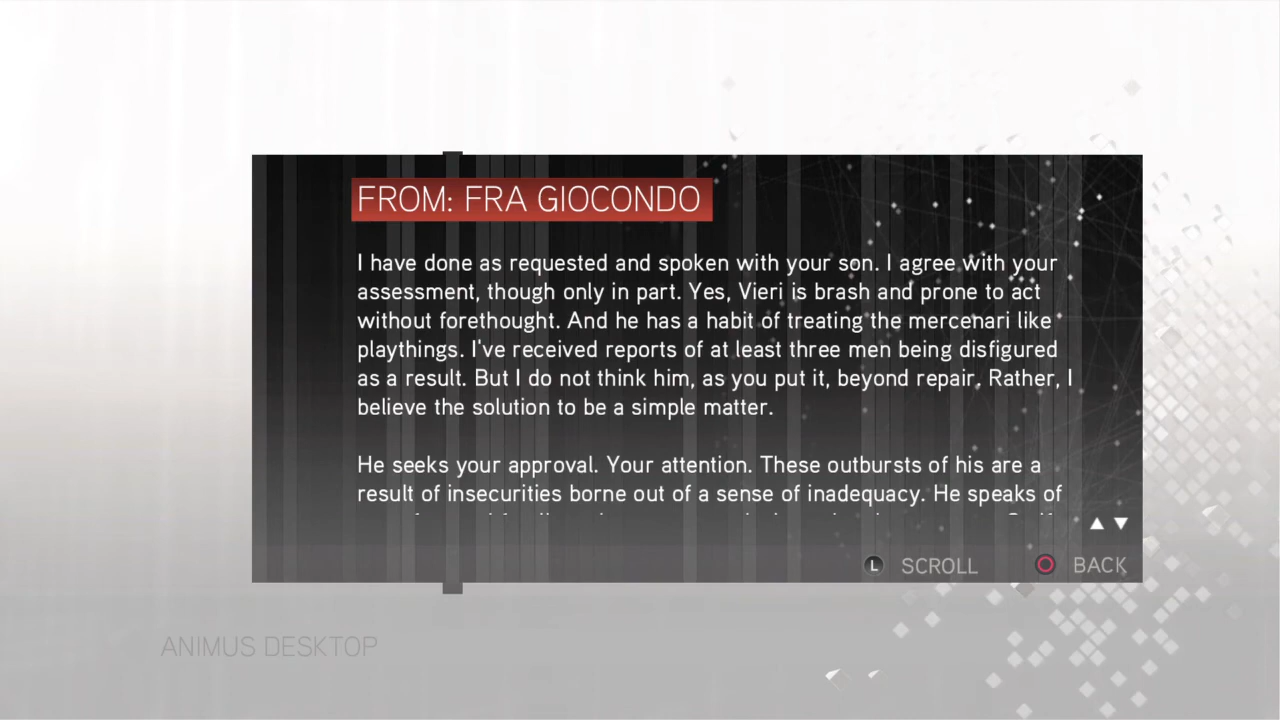 FROM: FRA GIOCONDO
I have done as requested and spoken with your son. I agree with your
assessment, though only in part. Yes, Vieri is brash and prone to act
without forethought. And he has a habit of treating the mercenari like
playthings. I've received reports of at least three men being disfigured
as a result. But I do not think him, as you put it, beyond repair. Rather, I
believe the solution to be a simple matter.
He seeks your approval. Your attention. These outbursts of his are a
result of insecurities borne out of a sense of inadequacy. He speaks of
L SCROLL
BACK
ANIMUS DESKTOP